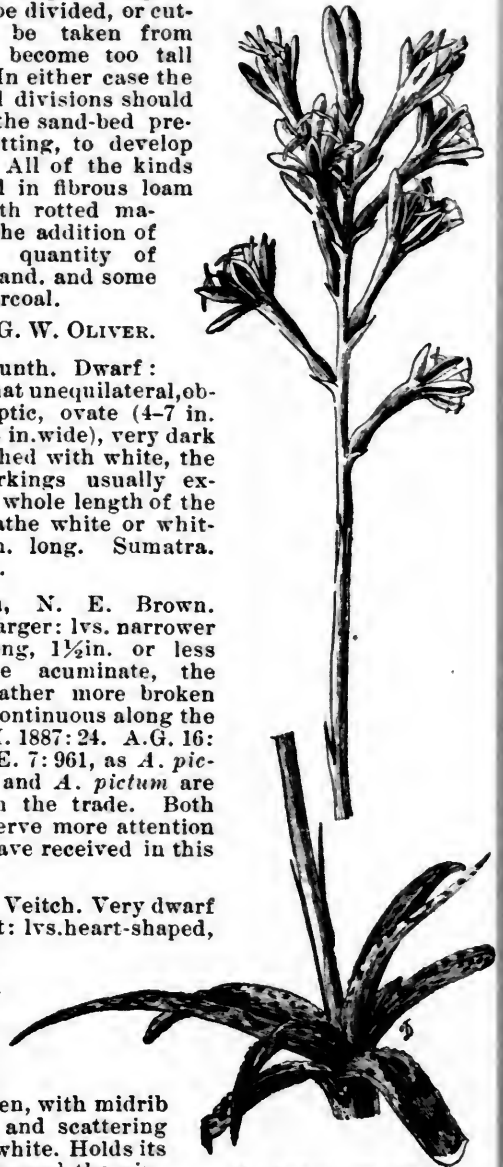 be divided, or cut-
be taken from
become too tall
In either case the
divisions should
the sand-bed pre-
tting, to develop
All of the kinds
in fibrous loam
th rotted ma-
he addition of
quantity of
and, and some
rcoal.
G. W. OLIVER.
unth. Dwarf:
at unequilateral, ob-
ptic, ovate (4-7 in.
in. wide), very dark
hed with white, the
rkings usually ex-
whole length of the
athe white or whit-
n. long. Sumatra.
N. E. Brown.
arger: lvs. narrower
ng, 1½in. or less
e acuminate, the
ather more broken
ontinuous along the
1887:24. A.G. 16:
E. 7:961, as A. pic-
and A. pictum are
the trade. Both
erve more attention
ave received in this
Veitch. Very dwarf
t: lvs. heart-shaped,
en, with midrib
and scattering
white. Holds its